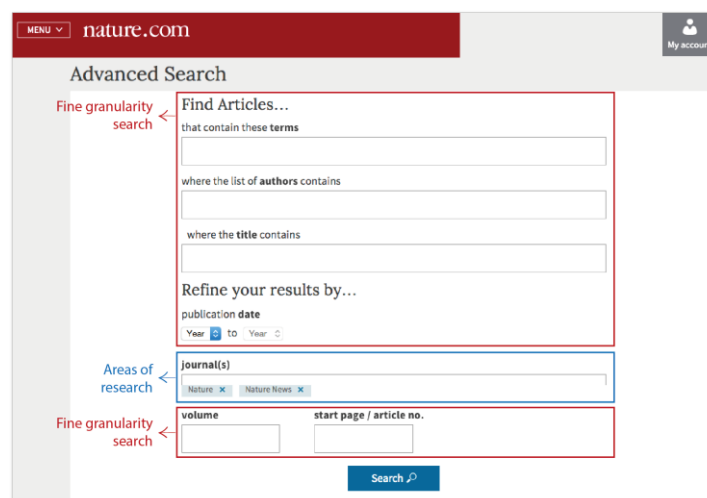 MENU nature.com
My accoun
Advanced Search
Fine granularity
search
Find Articles...
that contain these terms
where the list of authors contains
where the title contains
Refine your results by...
publication date
Year to Year
Areas of
research
journal(s)
Nature × Nature News ×
Fine granularity
search
volume start page / article no.
Search